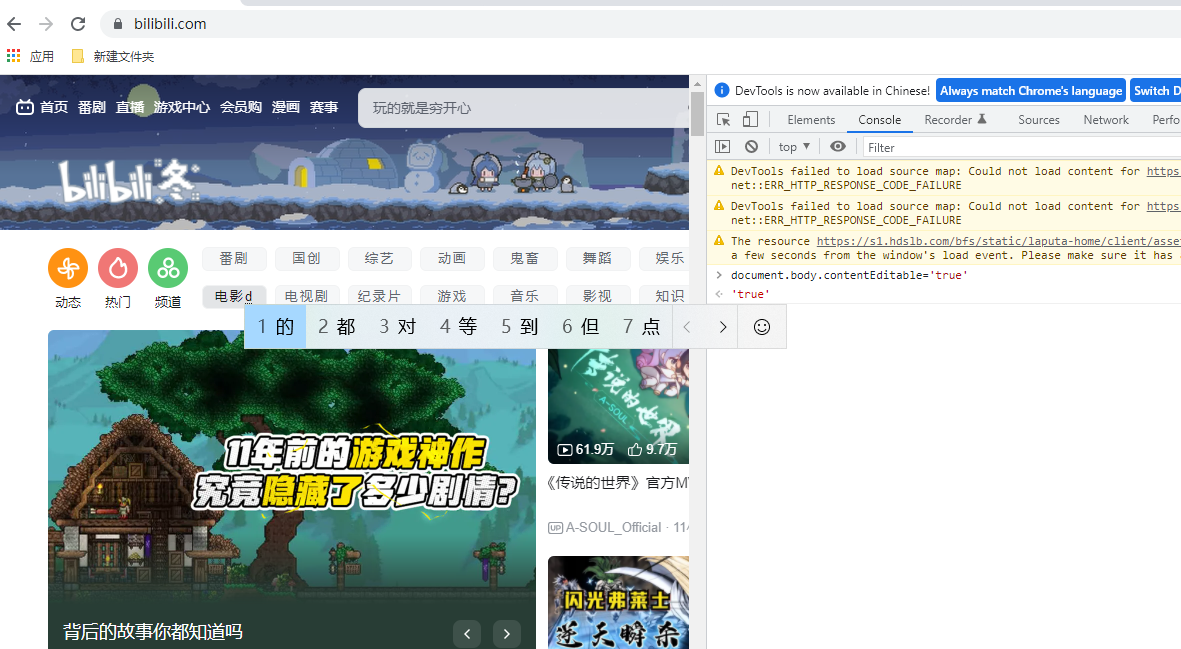 bilibili.com
应用 新建文件夹
首页 番剧 直播 游戏中心 会员购 漫画 赛事 玩的就是穷开心
bilibili 冬
番剧 国创 综艺 动画 鬼畜 舞蹈 娱乐
动态 热门 频道
电影d 电视剧 纪录片 游戏 音乐 影视 知识
1 的 2 都 3 对 4 等 5 到 6 但 7 点
11年前的游戏神作
究竟隐藏了多少剧情?
背后的故事你都知道吗
传说的世界
A-SOUL
61.9万 9.7万
《传说的世界》官方M
UP A-SOUL_Official · 11
闪光弗莱士
逆天瞬杀
DevTools is now available in Chinese! Always match Chrome's language Switch D
Elements Console Recorder Sources Network Perfo
top ▼ Filter
DevTools failed to load source map: Could not load content for https
net::ERR_HTTP_RESPONSE_CODE_FAILURE
DevTools failed to load source map: Could not load content for https
net::ERR_HTTP_RESPONSE_CODE_FAILURE
The resource https://s1.hdslb.com/bfs/static/laputa-home/client/asse
a few seconds from the window's load event. Please make sure it has
document.body.contentEditable='true'
'true'